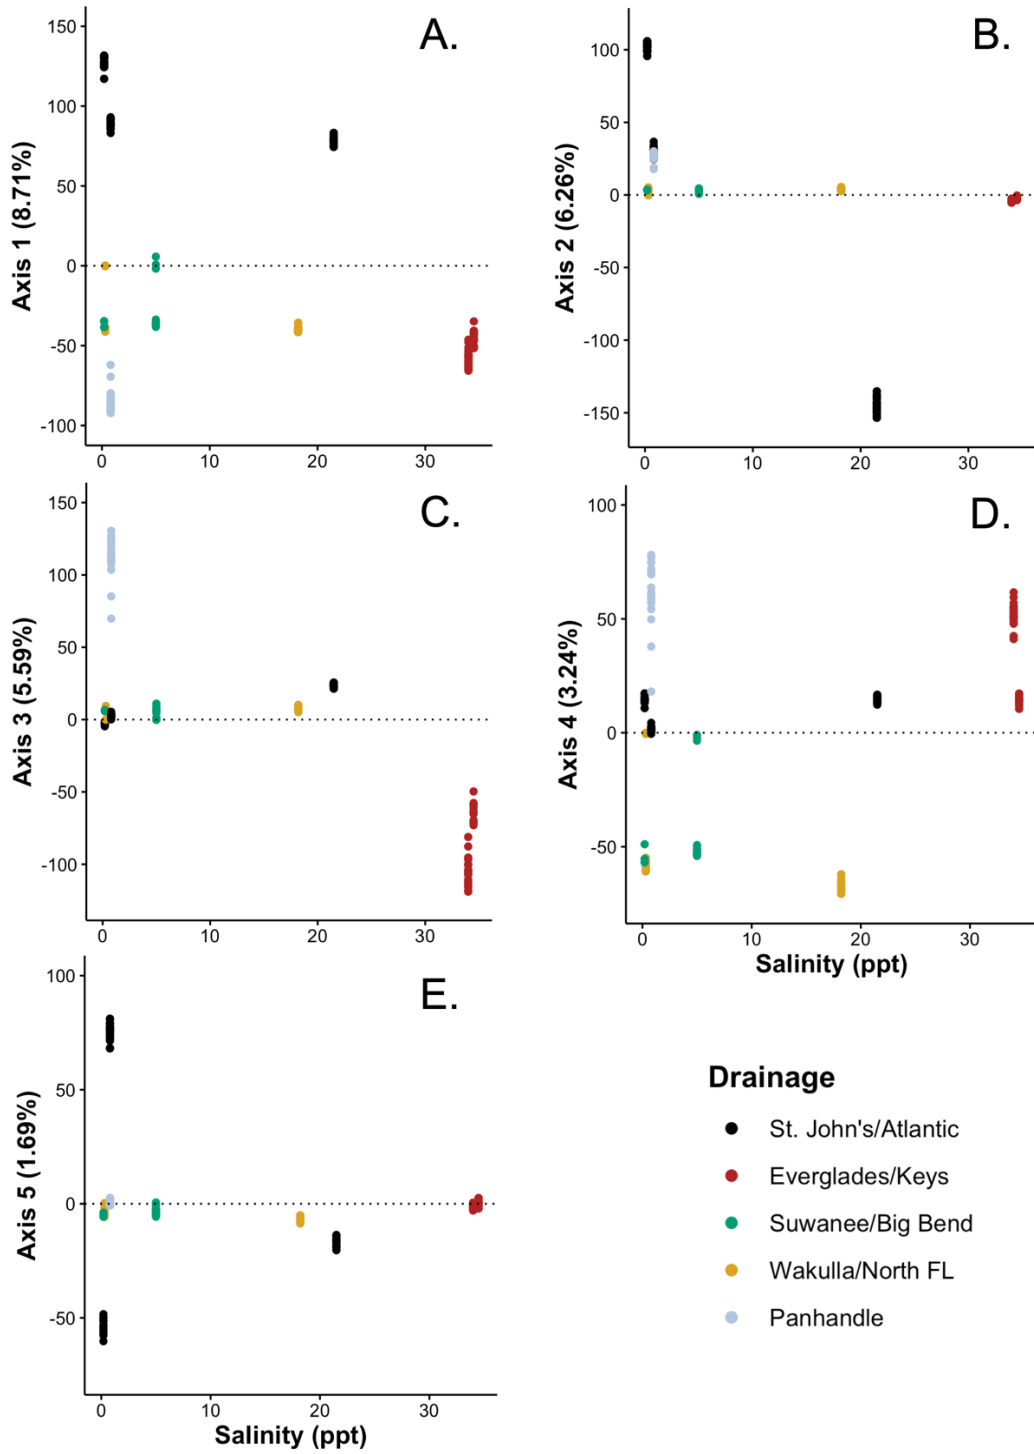 A.
Axis 1 (8.71%)
150
100
50
0
-50
-100
0 10 20 30
B.
Axis 2 (6.26%)
100
50
0
-50
-100
-150
0 10 20 30
C.
Axis 3 (5.59%)
150
100
50
0
-50
-100
0 10 20 30
D.
Axis 4 (3.24%)
100
50
0
-50
0 10 20 30
Salinity (ppt)
E.
Axis 5 (1.69%)
100
50
0
-50
0 10 20 30
Salinity (ppt)
Drainage
St. John's/Atlantic
Everglades/Keys
Suwanee/Big Bend
Wakulla/North FL
Panhandle